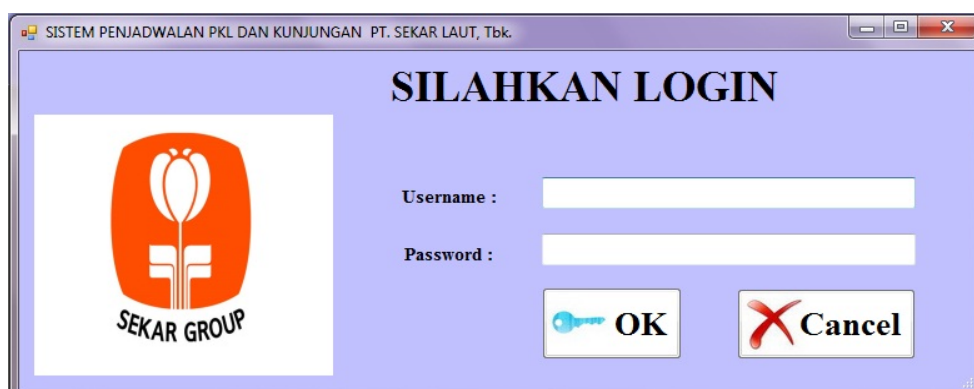 SISTEM PENJADWALAN PKL DAN KUNJUNGAN PT. SEKAR LAUT, Tbk.
SILAHKAN LOGIN
SEKAR GROUP
Username :
Password :
OK
Cancel